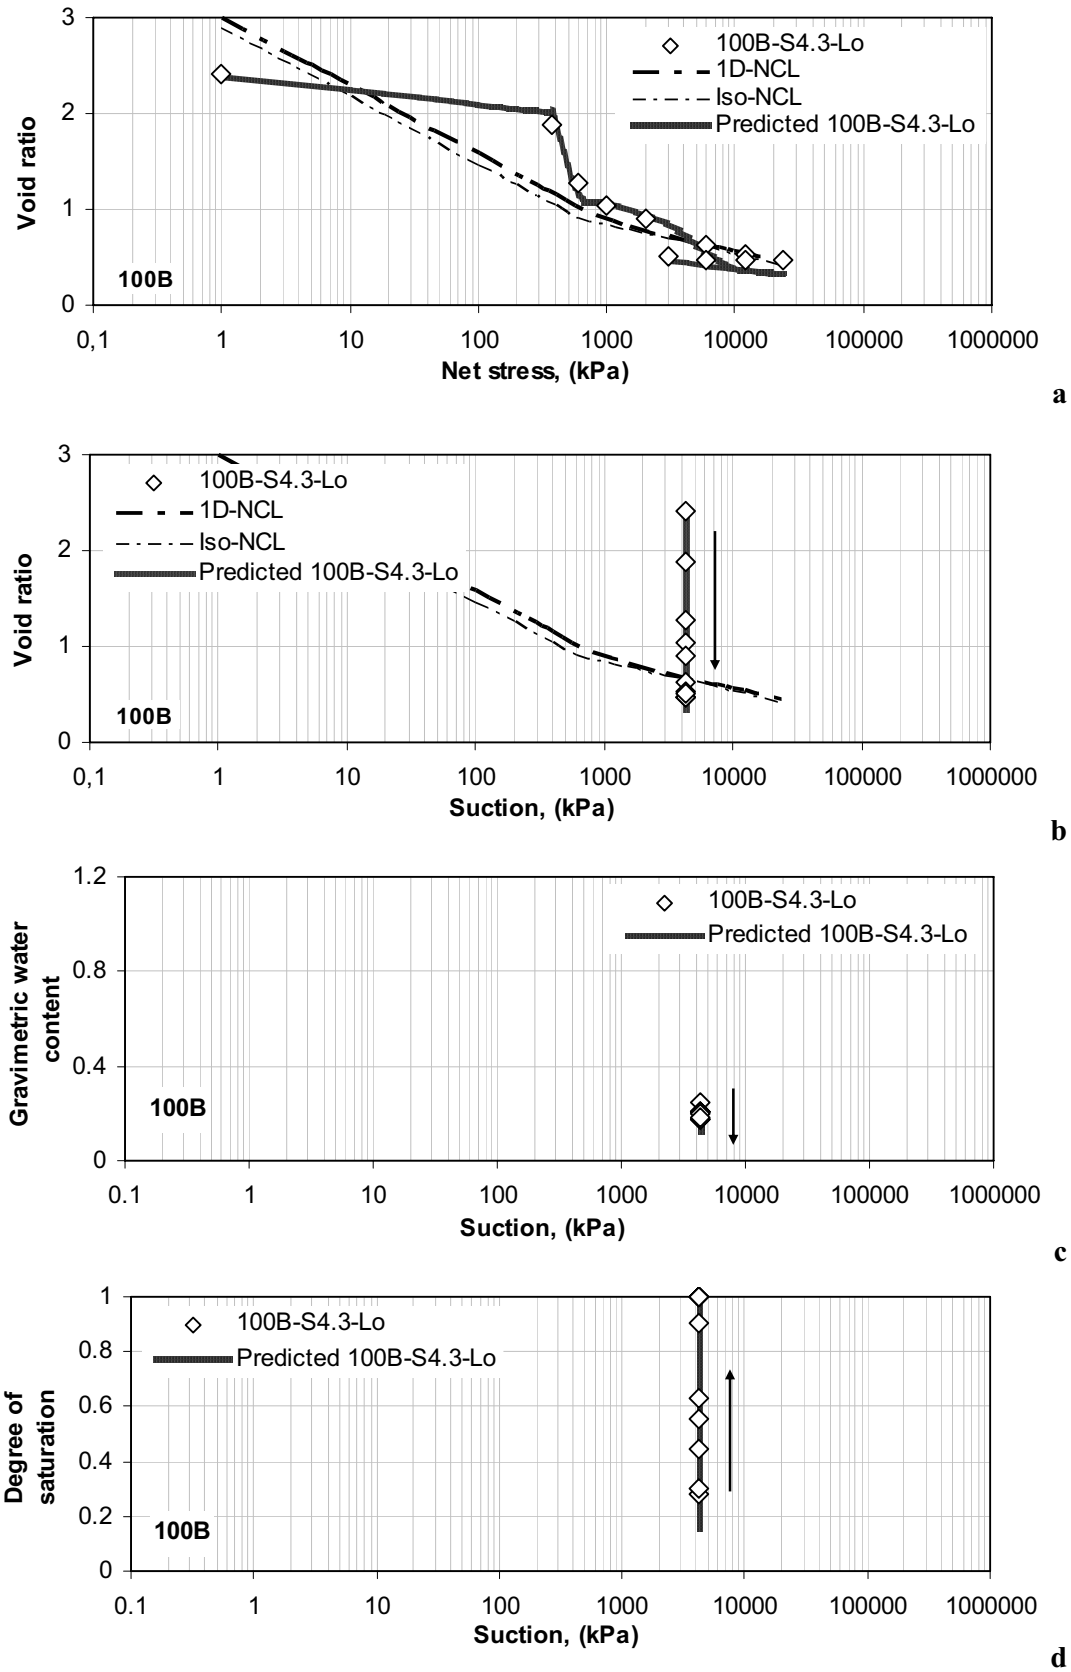 3
2
1
0
Void ratio
100B-S4.3-Lo
1D-NCL
Iso-NCL
Predicted 100B-S4.3-Lo
100B
0,1 1 10 100 1000 10000 100000 1000000
Net stress, (kPa)
a
3
2
1
0
Void ratio
100B-S4.3-Lo
1D-NCL
Iso-NCL
Predicted 100B-S4.3-Lo
100B
0,1 1 10 100 1000 10000 100000 1000000
Suction, (kPa)
b
1.2
0.8
0.4
0
Gravimetric water
content
100B-S4.3-Lo
Predicted 100B-S4.3-Lo
100B
0.1 1 10 100 1000 10000 100000 1000000
Suction, (kPa)
c
1
0.8
0.6
0.4
0.2
0
Degree of
saturation
100B-S4.3-Lo
Predicted 100B-S4.3-Lo
100B
0.1 1 10 100 1000 10000 100000 1000000
Suction, (kPa)
d